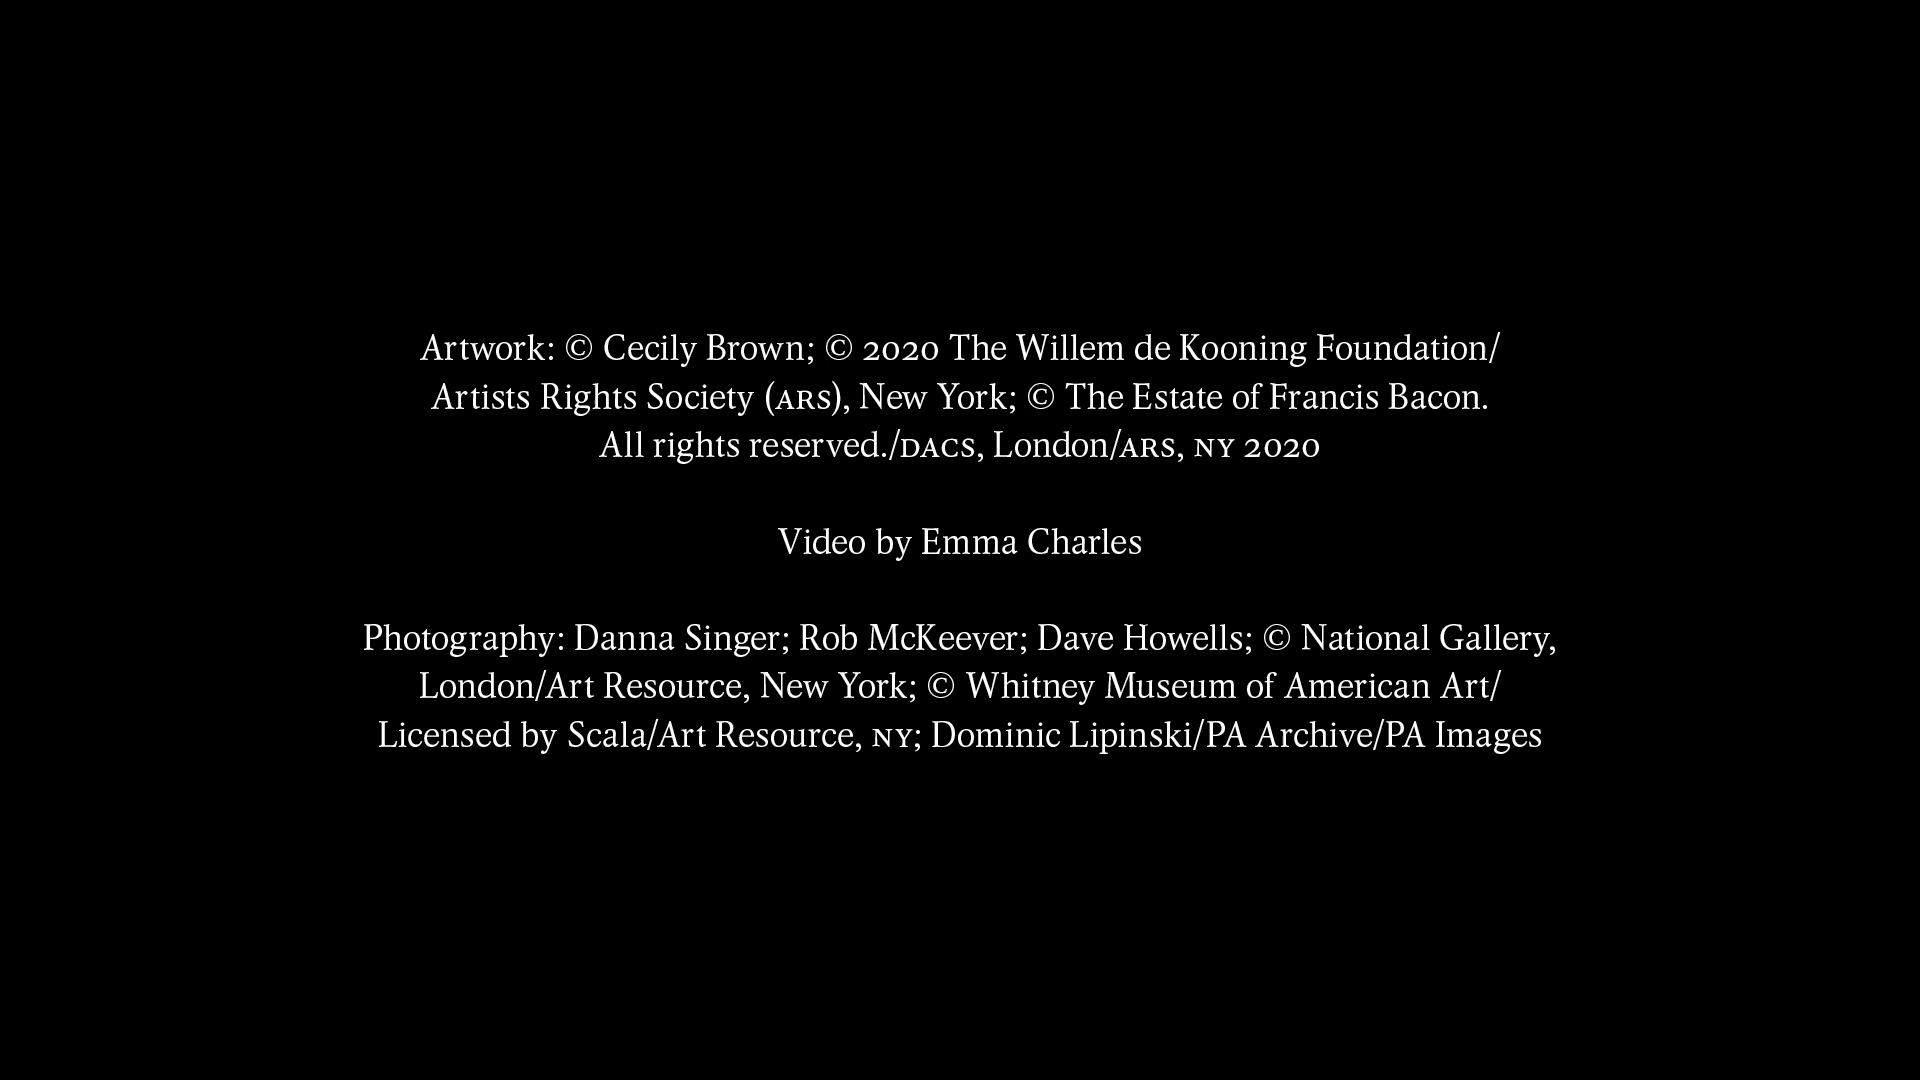 Artwork: © Cecily Brown; © 2020 The Willem de Kooning Foundation/
Artists Rights Society (ARS), New York; © The Estate of Francis Bacon.
All rights reserved./DACS, London/ARS, NY 2020
Video by Emma Charles
Photography: Danna Singer; Rob McKeever; Dave Howells; © National Gallery,
London/Art Resource, New York; © Whitney Museum of American Art/
Licensed by Scala/Art Resource, NY; Dominic Lipinski/PA Archive/PA Images